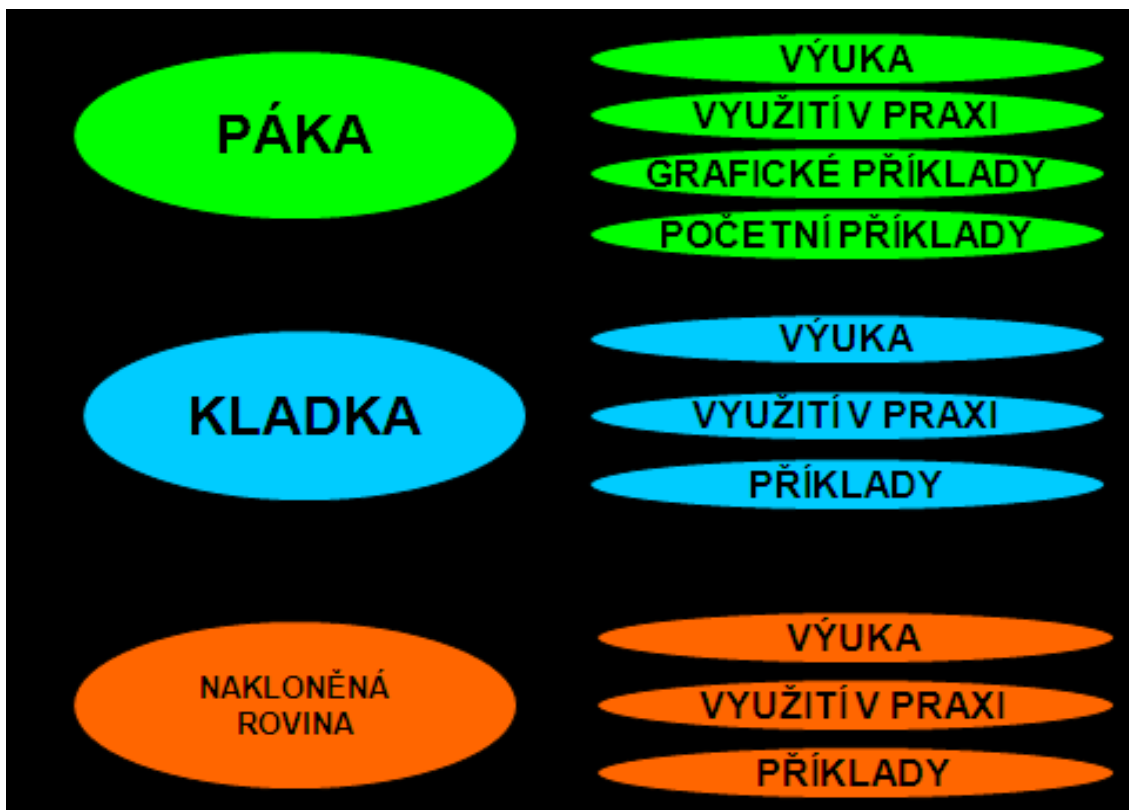 PÁKA
VÝUKA
VYUŽITÍ V PRAXI
GRAFICKÉ PŘÍKLADY
POČETNÍ PŘÍKLADY
KLADKA
VÝUKA
VYUŽITÍ V PRAXI
PŘÍKLADY
NAKLONĚNÁ
ROVINA
VÝUKA
VYUŽITÍ V PRAXI
PŘÍKLADY